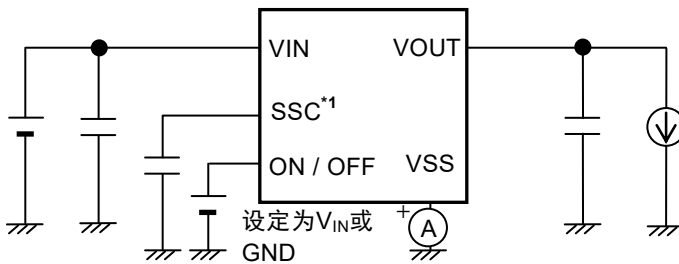 VIN
VOUT
SSC*1
ON / OFF
VSS
设定为VIN或
GND
+
A